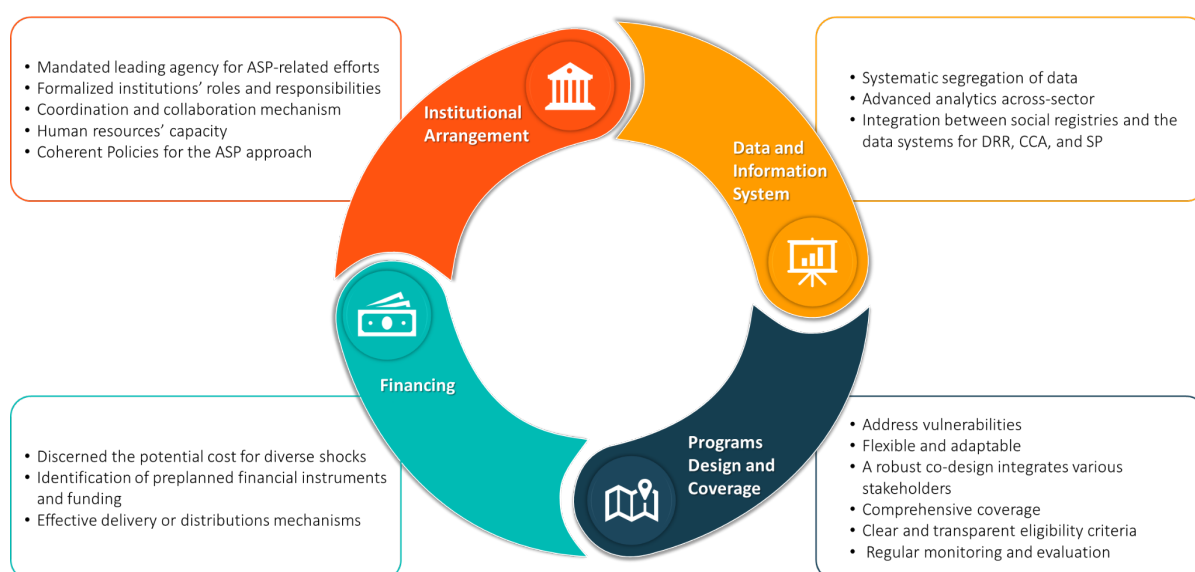 • Mandated leading agency for ASP-related efforts
• Formalized institutions’ roles and responsibilities
• Coordination and collaboration mechanism
• Human resources’ capacity
• Coherent Policies for the ASP approach
Institutional
Arrangement
Data and
Information
System
• Systematic segregation of data
• Advanced analytics across-sector
• Integration between social registries and the
data systems for DRR, CCA, and SP
Financing
• Discerned the potential cost for diverse shocks
• Identification of preplanned financial instruments
and funding
• Effective delivery or distributions mechanisms
Programs
Design and
Coverage
• Address vulnerabilities
• Flexible and adaptable
• A robust co-design integrates various
stakeholders
• Comprehensive coverage
• Clear and transparent eligibility criteria
• Regular monitoring and evaluation